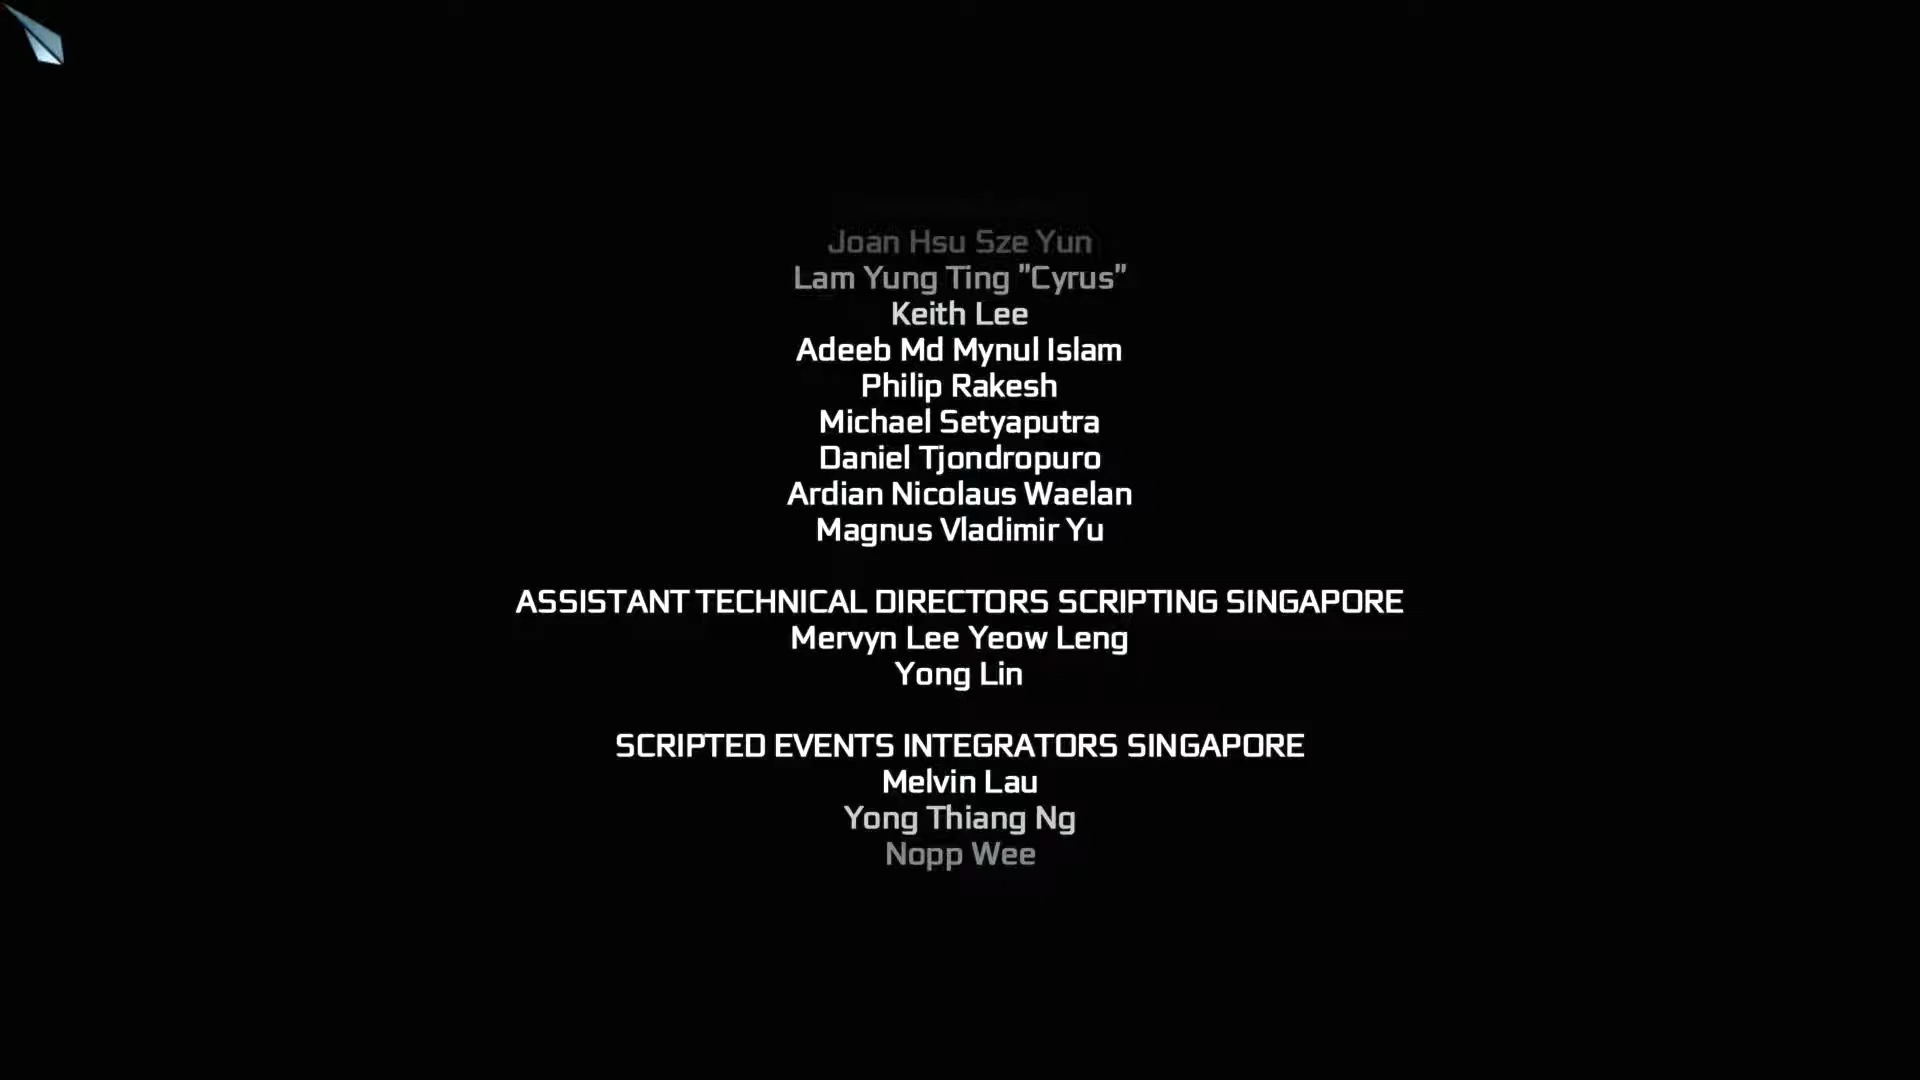 Joan Hsu Sze Yun
Lam Yung Ting "Cyrus"
Keith Lee
Adeeb Md Mynul Islam
Philip Rakesh
Michael Setyaputra
Daniel Tjondropuro
Ardian Nicolaus Waelan
Magnus Vladimir Yu
ASSISTANT TECHNICAL DIRECTORS SCRIPTING SINGAPORE
Mervyn Lee Yeow Leng
Yong Lin
SCRIPTED EVENTS INTEGRATORS SINGAPORE
Melvin Lau
Yong Thiang Ng
Nopp Wee